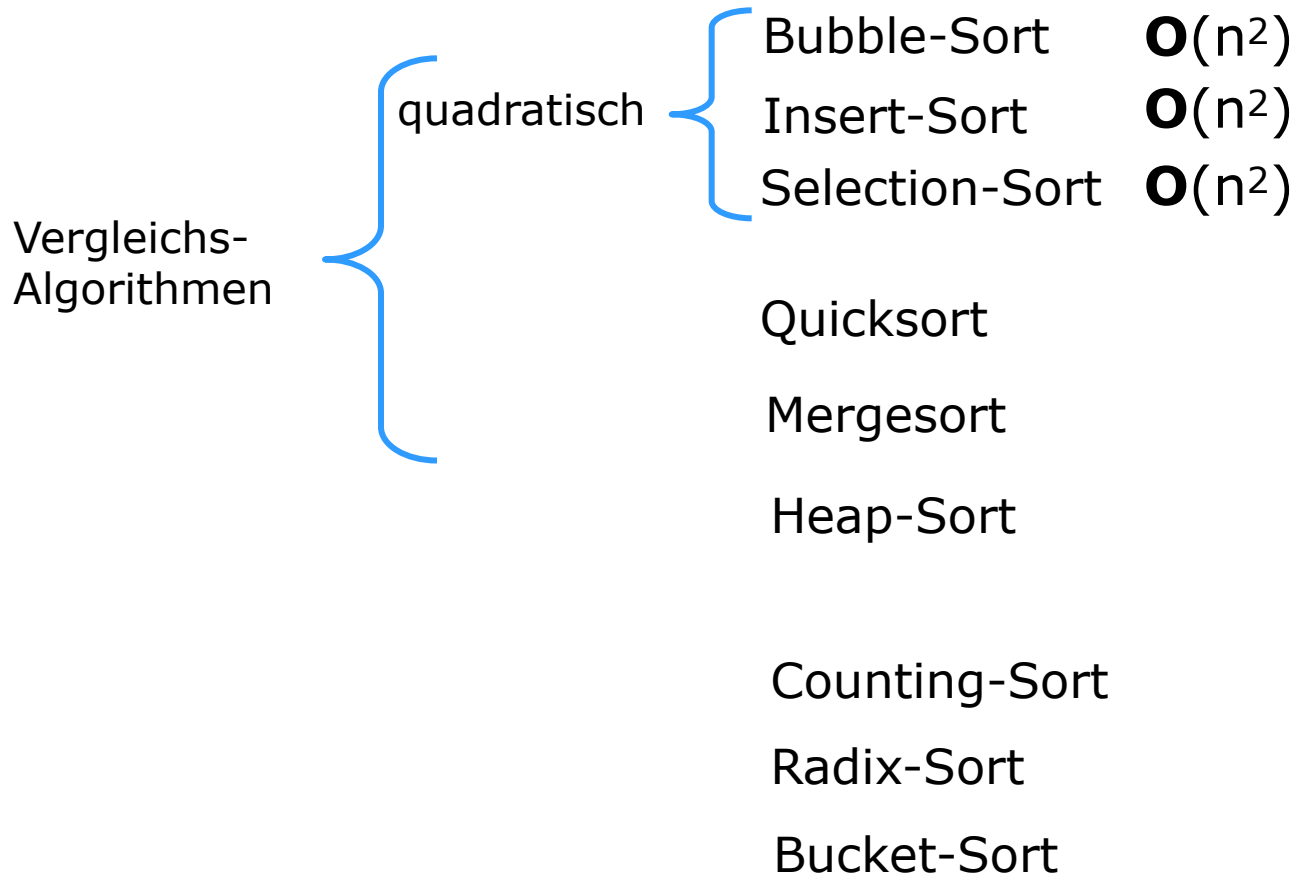 Bubble-Sort O(n²)
quadratisch
Insert-Sort O(n²)
Selection-Sort O(n²)
Vergleichs-
Algorithmen
Quicksort
Mergesort
Heap-Sort
Counting-Sort
Radix-Sort
Bucket-Sort